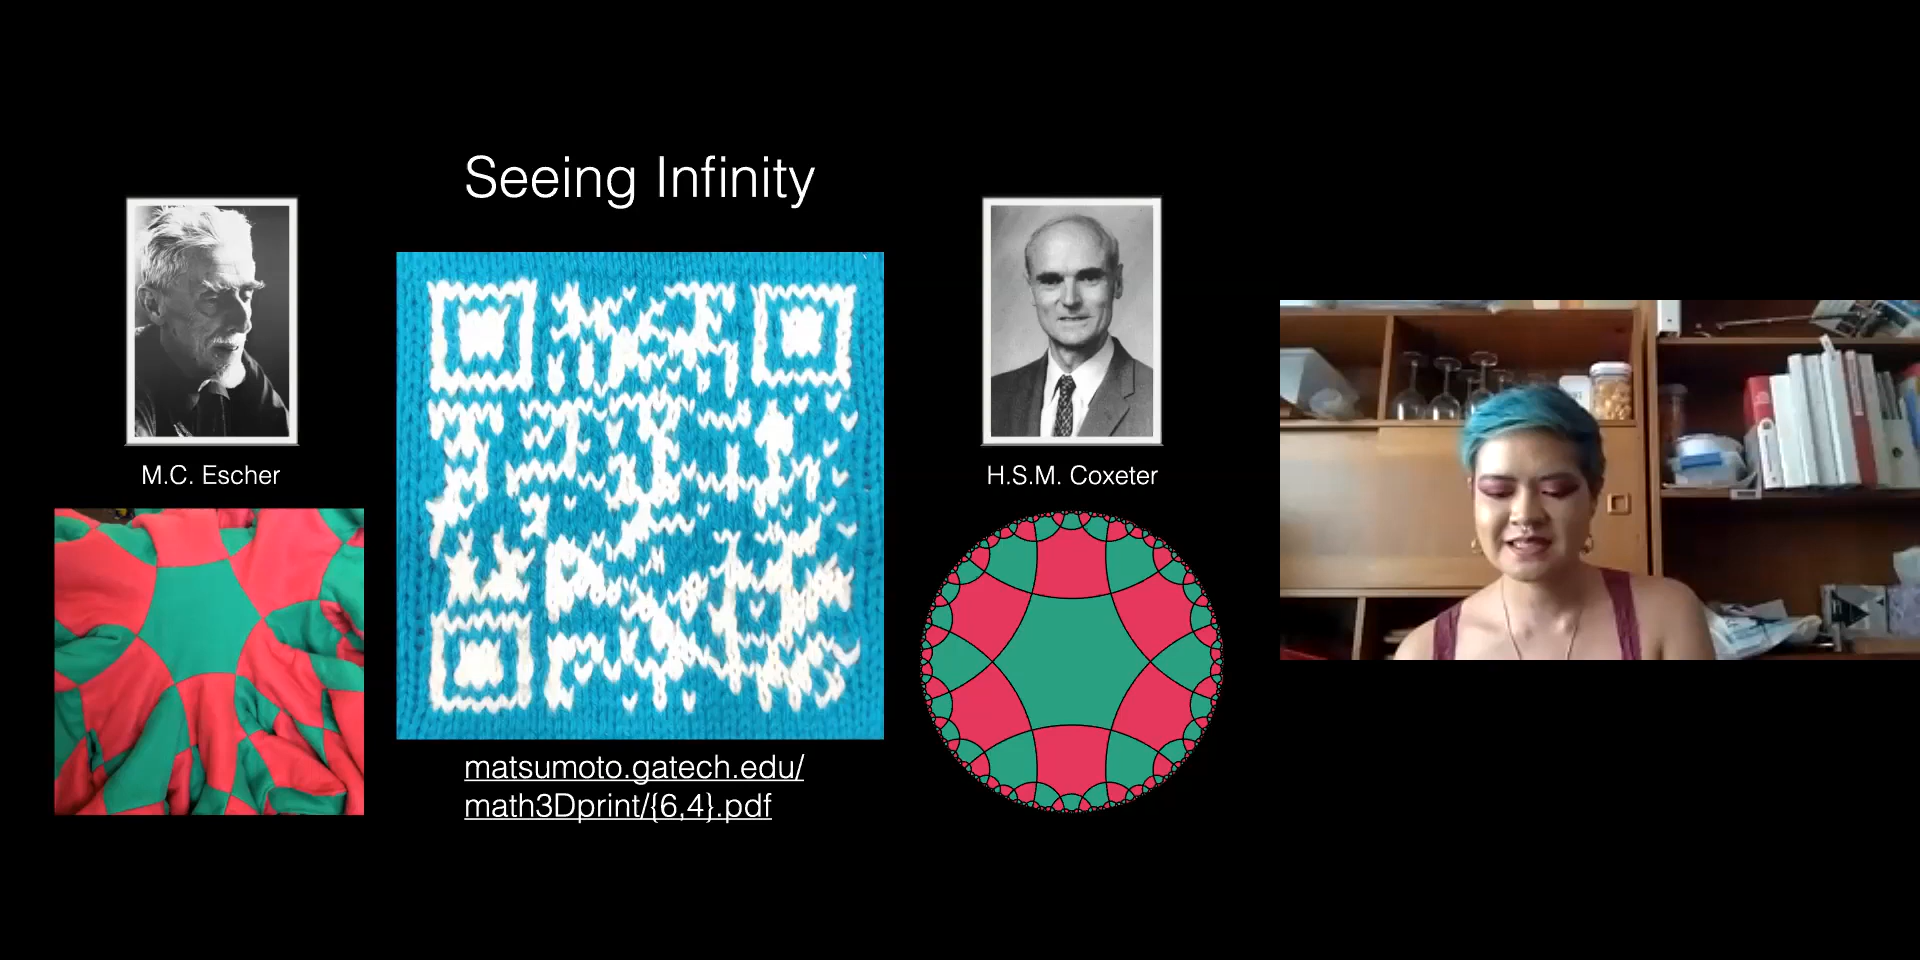 Seeing Infinity
M.C. Escher
H.S.M. Coxeter
matsumoto.gatech.edu/
math3Dprint/{6,4}.pdf